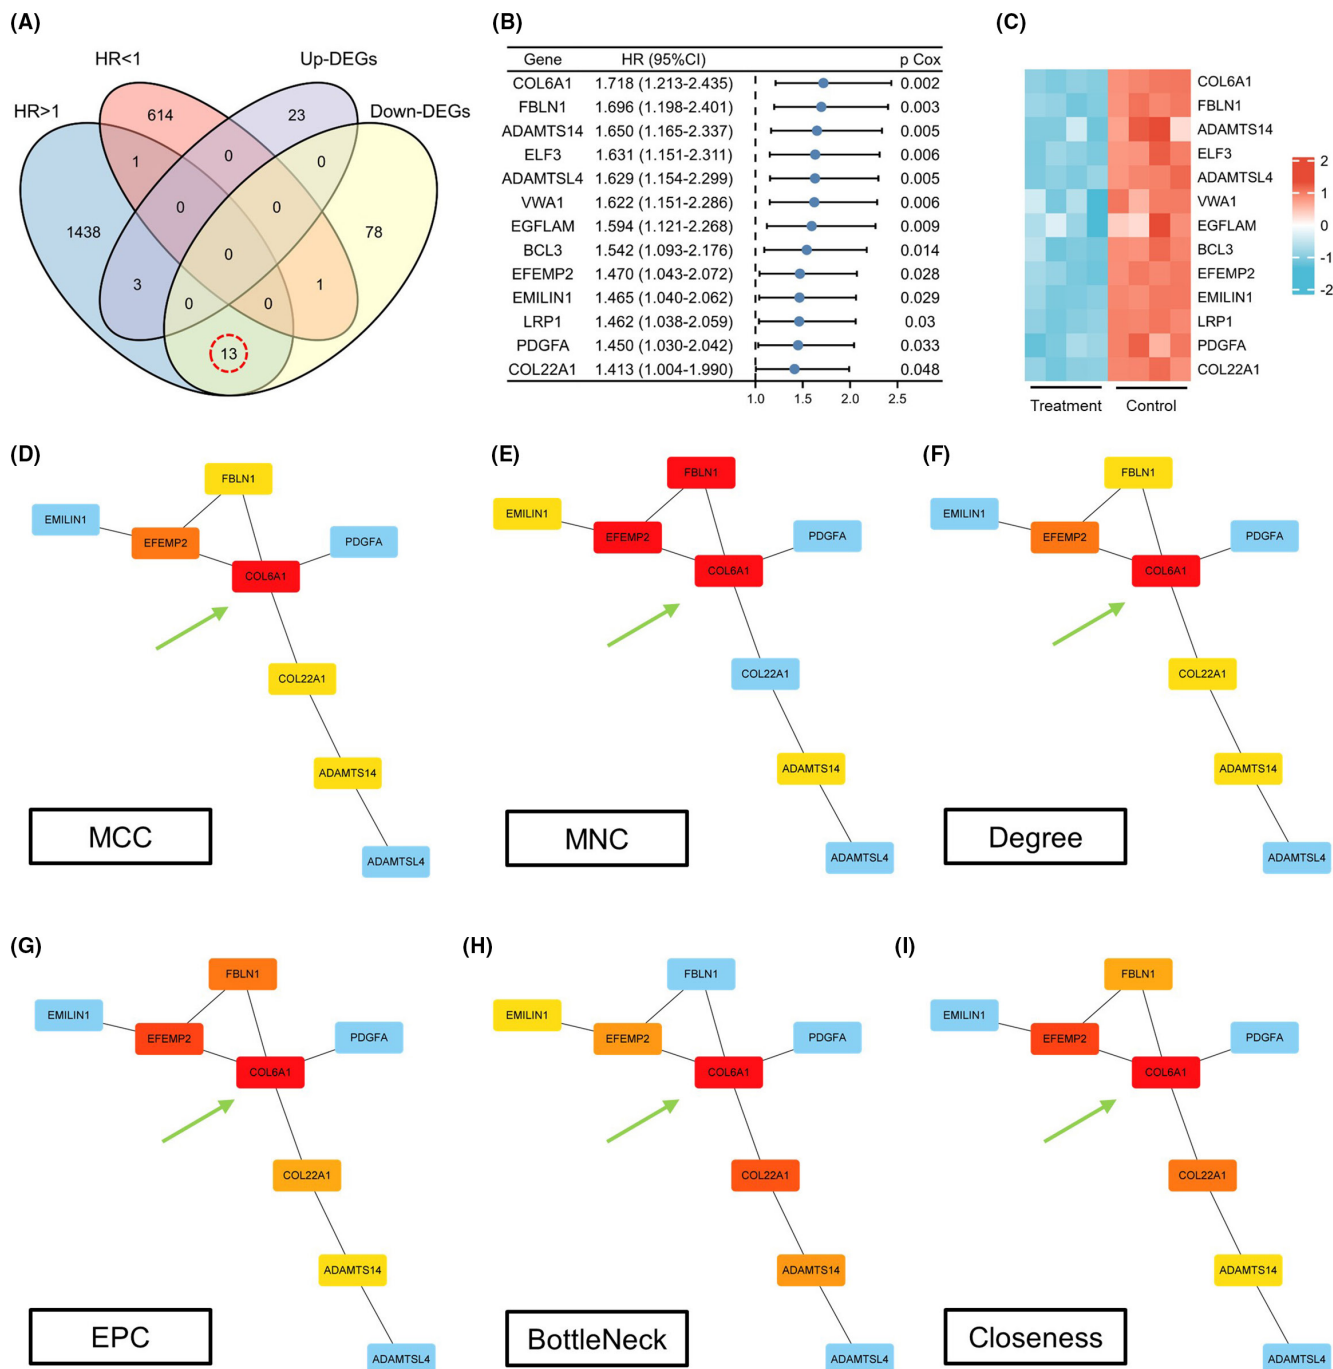 (A)
HR<1
Up-DEGs
HR>1
Down-DEGs
614
23
1
0
0
1438
0
0
78
0
3
0
0
1
13
(B)
Gene HR (95%CI) p Cox
COL6A1 1.718 (1.213-2.435) 0.002
FBLN1 1.696 (1.198-2.401) 0.003
ADAMTS14 1.650 (1.165-2.337) 0.005
ELF3 1.631 (1.151-2.311) 0.006
ADAMTSL4 1.629 (1.154-2.299) 0.005
VWA1 1.622 (1.151-2.286) 0.006
EGFLAM 1.594 (1.121-2.268) 0.009
BCL3 1.542 (1.093-2.176) 0.014
EFEMP2 1.470 (1.043-2.072) 0.028
EMILIN1 1.465 (1.040-2.062) 0.029
LRP1 1.462 (1.038-2.059) 0.03
PDGFA 1.450 (1.030-2.042) 0.033
COL22A1 1.413 (1.004-1.990) 0.048
1.0 1.5 2.0 2.5
(C)
COL6A1
FBLN1
ADAMTS14
ELF3
ADAMTSL4
VWA1
EGFLAM
BCL3
EFEMP2
EMILIN1
LRP1
PDGFA
COL22A1
Treatment Control
2
1
0
-1
-2
(D)
FBLN1
EMILIN1
EFEMP2
PDGFA
COL6A1
COL22A1
ADAMTS14
ADAMTSL4
MCC
(E)
FBLN1
EMILIN1
EFEMP2
PDGFA
COL6A1
COL22A1
ADAMTS14
ADAMTSL4
MNC
(F)
FBLN1
EMILIN1
EFEMP2
PDGFA
COL6A1
COL22A1
ADAMTS14
ADAMTSL4
Degree
(G)
FBLN1
EMILIN1
EFEMP2
PDGFA
COL6A1
COL22A1
ADAMTS14
ADAMTSL4
EPC
(H)
FBLN1
EMILIN1
EFEMP2
PDGFA
COL6A1
COL22A1
ADAMTS14
ADAMTSL4
BottleNeck
(I)
FBLN1
EMILIN1
EFEMP2
PDGFA
COL6A1
COL22A1
ADAMTS14
ADAMTSL4
Closeness